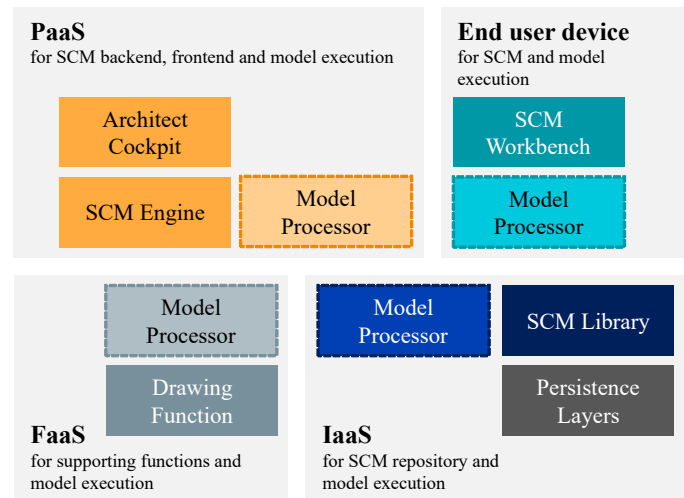 PaaS
for SCM backend, frontend and model execution
Architect
Cockpit
SCM Engine
Model
Processor
End user device
for SCM and model
execution
SCM
Workbench
Model
Processor
Model
Processor
Drawing
Function
FaaS
for supporting functions and
model execution
Model
Processor
SCM Library
Persistence
Layers
IaaS
for SCM repository and
model execution